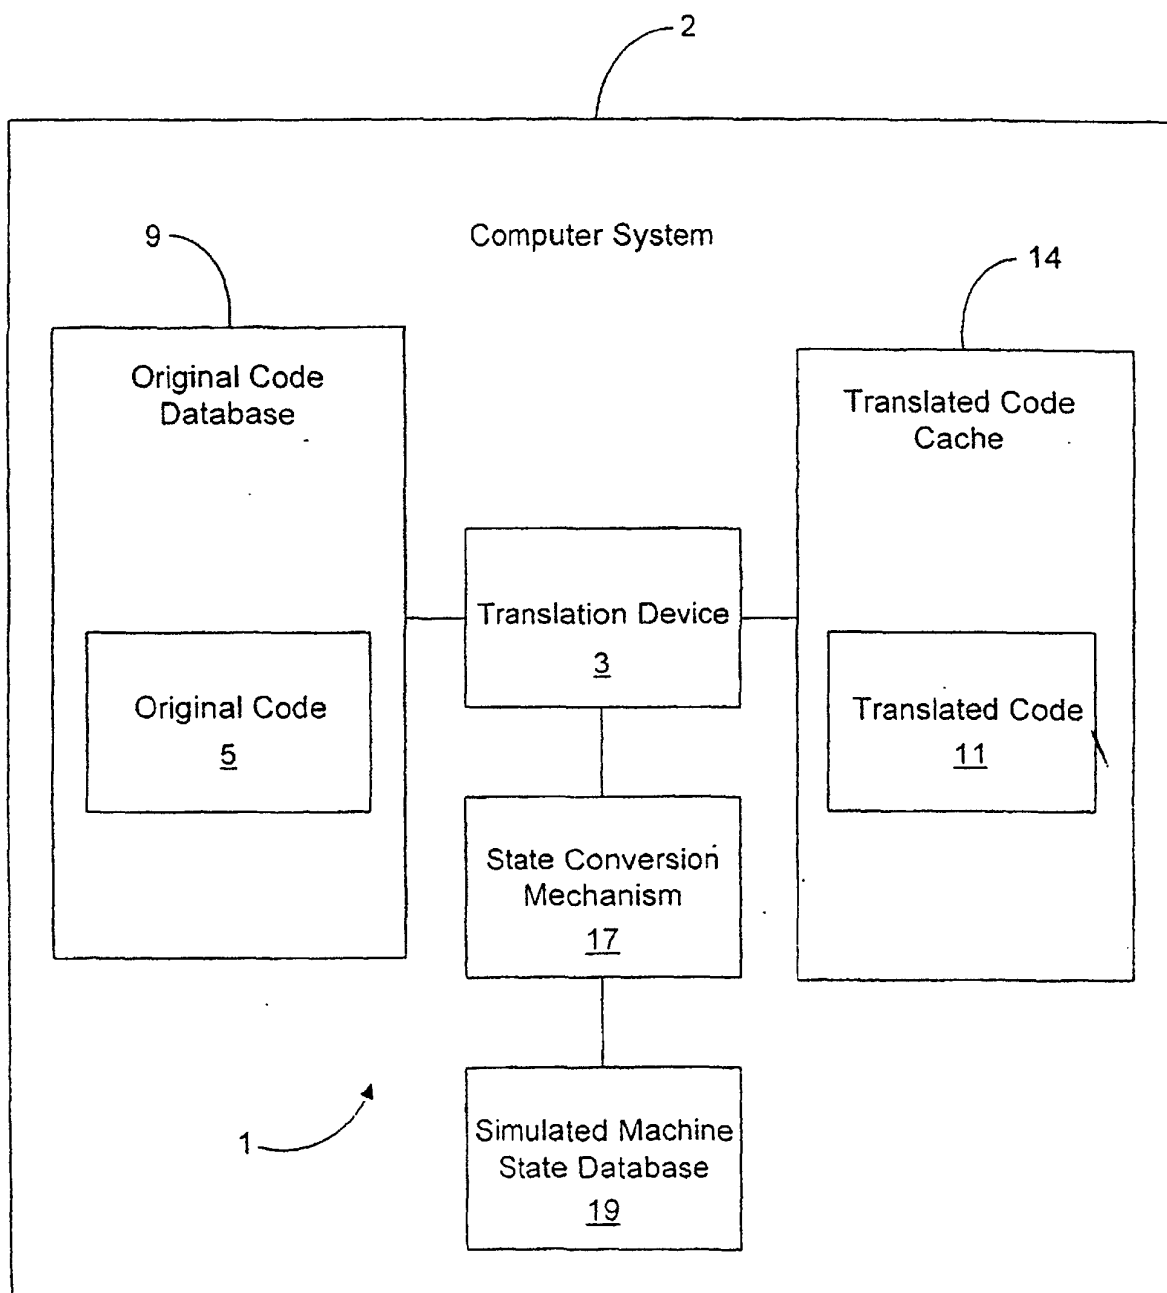 2
Computer System
9
14
Original Code
Database
Translated Code
Cache
Translation Device
3
Original Code
5
Translated Code
11
State Conversion
Mechanism
17
1
Simulated Machine
State Database
19